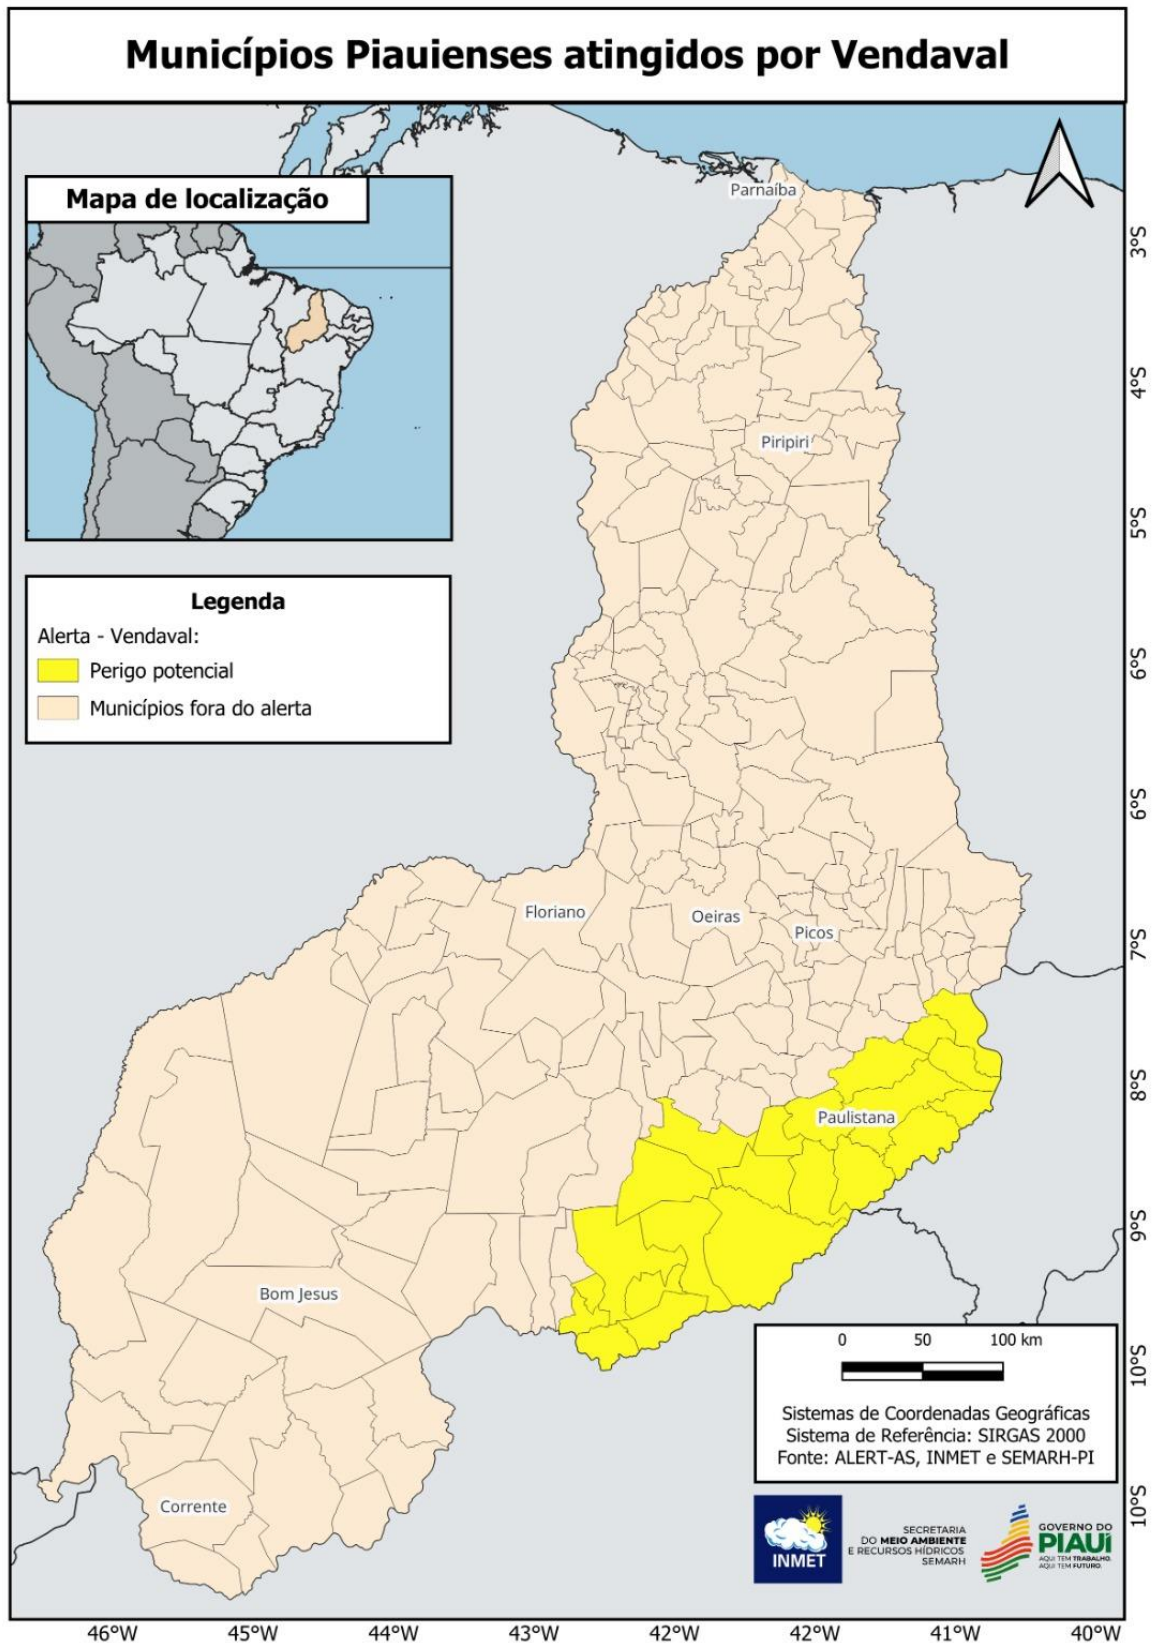 Municípios Piauienses atingidos por Vendaval
Mapa de localização
Parnaíba
3°S
4°S
Piripiri
5°S
Legenda
Alerta - Vendaval:
Perigo potencial
Municípios fora do alerta
6°S
6°S
Floriano
Oeiras
Picos
7°S
8°S
Paulistana
9°S
Bom Jesus
0 50 100 km
10°S
Sistemas de Coordenadas Geográficas
Sistema de Referência: SIRGAS 2000
Fonte: ALERT-AS, INMET e SEMARH-PI
Corrente
10°S
INMET
SECRETARIA
DO MEIO AMBIENTE
E RECURSOS HÍDRICOS
SEMARH
GOVERNO DO
PIAUÍ
AQUI TEM TRABALHO.
AQUI TEM FUTURO.
46°W 45°W 44°W 43°W 42°W 42°W 41°W 40°W